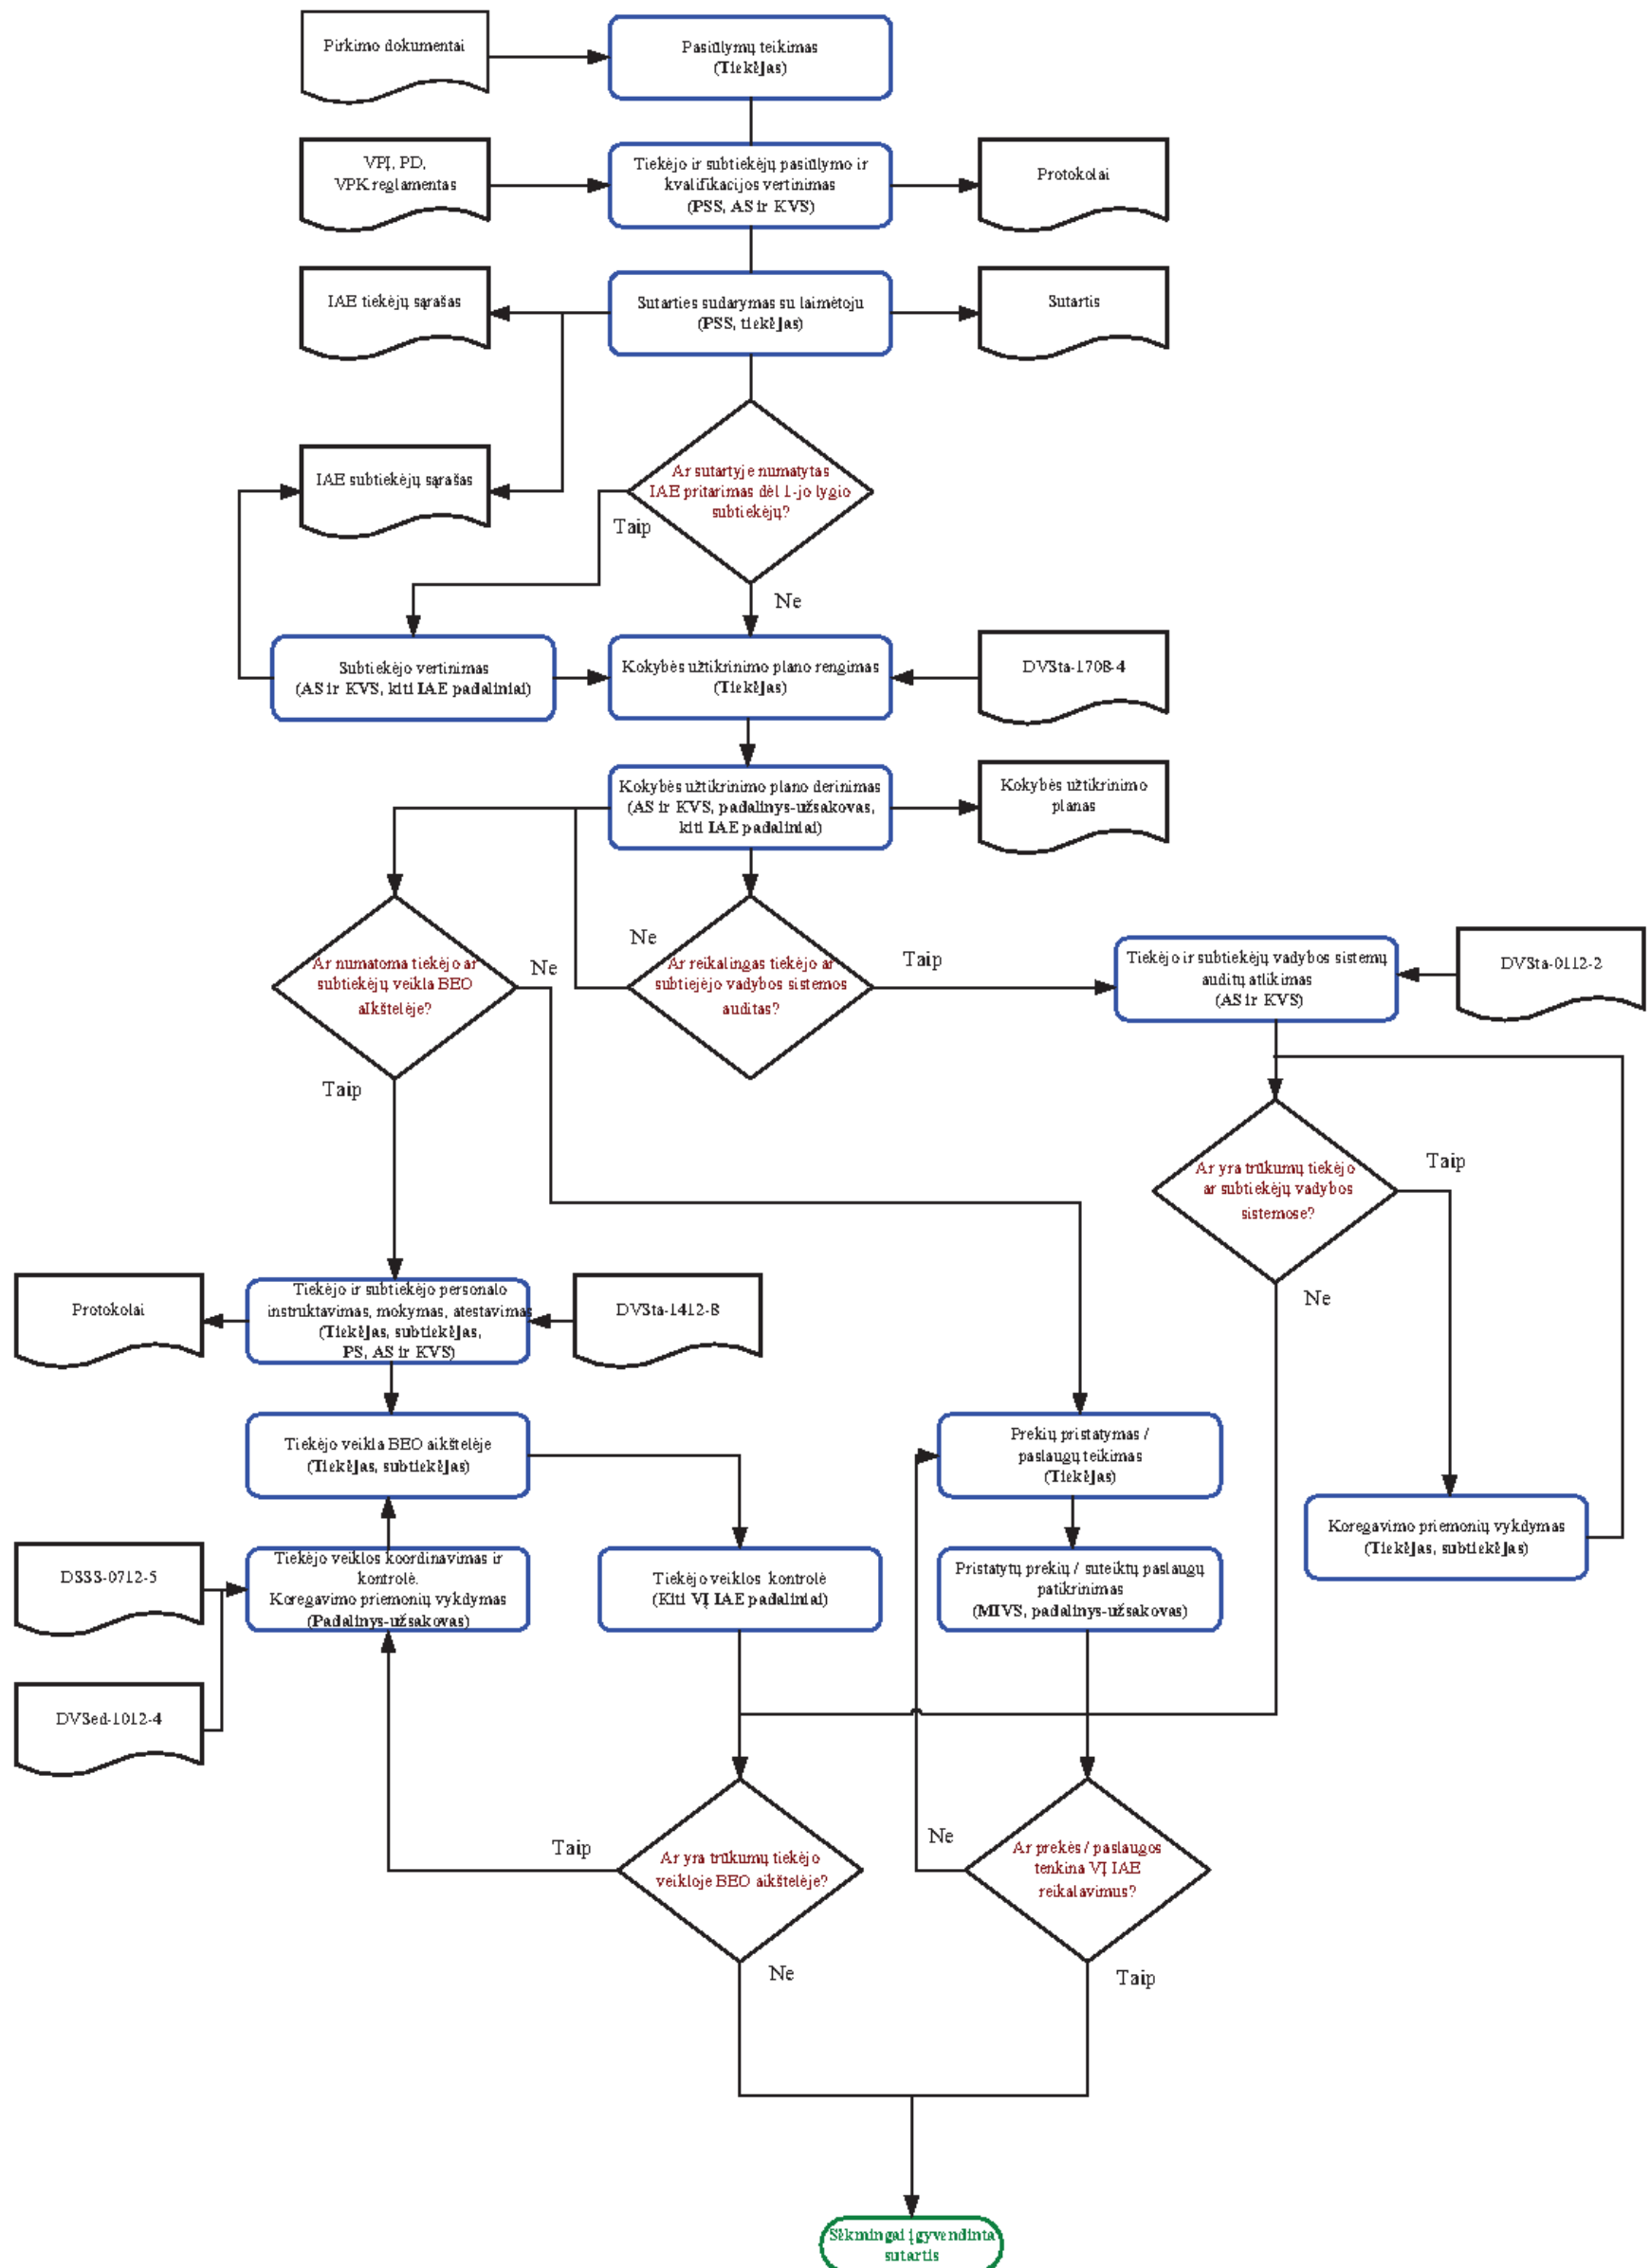 Pirkimo dokumentai
Pasiūlymų teikimas
(Tiekėjas)
VPĮ, PD,
VPK reglamentas
Tiekėjo ir subtiekėjų pasiūlymo ir
kvalifikacijos vertinimas
(PSS, AS ir KVS)
Protokolai
IAE tiekėjų sąrašas
Sutarties sudarymas su laimėtoju
(PSS, tiekėjas)
Sutartis
IAE subtiekėjų sąrašas
Ar sutartyje numatytas
IAE pritarimas dėl 1-jo lygio
subtiekėjų?
Taip
Ne
Subtiekėjo vertinimas
(AS ir KVS, kiti IAE padaliniai)
Kokybės užtikrinimo plano rengimas
(Tiekėjas)
DVSta-1708-4
Kokybės užtikrinimo plano derinimas
(AS ir KVS, padalinys-užsakovas,
kiti IAE padaliniai)
Kokybės užtikrinimo
planas
Ar numatoma tiekėjo ar
subtiekėjų veikla BEO
aikštelėje?
Ne
Taip
Ne
Ar reikalingas tiekėjo ar
subtiejėjo vadybos sistemos
auditas?
Taip
Tiekėjo ir subtiekėjų vadybos sistemų
auditų atlikimas
(AS ir KVS)
DVSta-0112-2
Ar yra trūkumų tiekėjo
ar subtiekėjų vadybos
sistemose?
Taip
Ne
Protokolai
Tiekėjo ir subtiekėjo personalo
instruktavimas, mokymas, atestavimas
(Tiekėjas, subtiekėjas,
PS, AS ir KVS)
DVSta-1412-8
Tiekėjo veikla BEO aikštelėje
(Tiekėjas, subtiekėjas)
Prekių pristatymas /
paslaugų teikimas
(Tiekėjas)
Koregavimo priemonių vykdymas
(Tiekėjas, subtiekėjas)
DSSS-0712-5
Tiekėjo veiklos koordinavimas ir
kontrolė.
Koregavimo priemonių vykdymas
(Padalinys-užsakovas)
Tiekėjo veiklos kontrolė
(Kiti VĮ IAE padaliniai)
Pristatytų prekių / suteiktų paslaugų
patikrinimas
(MIVS, padalinys-užsakovas)
DVSed-1012-4
Taip
Ar yra trūkumų tiekėjo
veikloje BEO aikštelėje?
Ne
Ne
Ar prekės / paslaugos
tenkina VĮ IAE
reikalavimus?
Taip
Sėkmingai įgyvendinta
sutartis